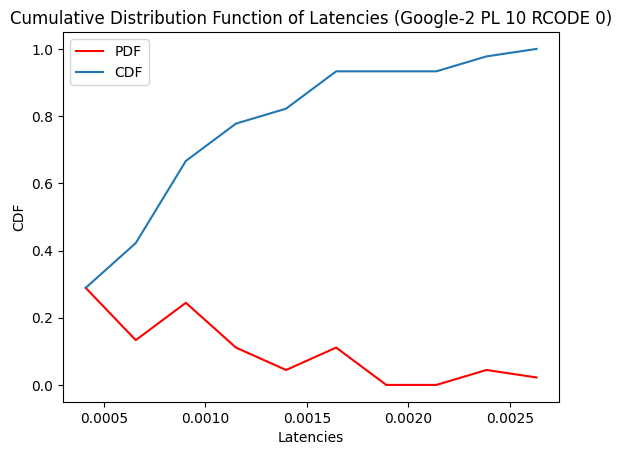 Cumulative Distribution Function of Latencies (Google-2 PL 10 RCODE 0)
PDF
CDF
1.0
0.8
0.6
0.4
0.2
0.0
CDF
0.0005 0.0010 0.0015 0.0020 0.0025
Latencies